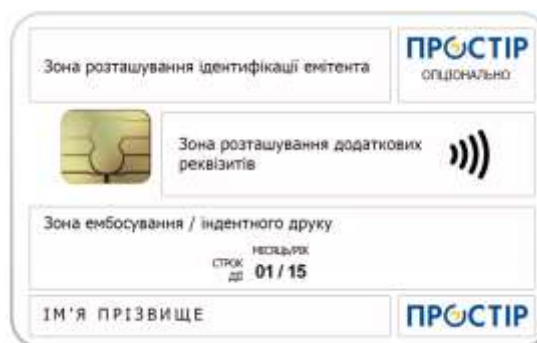 Зона розташування ідентифікації емітента
ПРОСТІР
ОПЦІОНАЛЬНО
Зона розташування додаткових
реквізитів
Зона ембосування / індентного друку
МІСЯЦЬ/РІК
СТРОК
ДІЇ 01 / 15
ІМ'Я ПРІЗВИЩЕ
ПРОСТІР